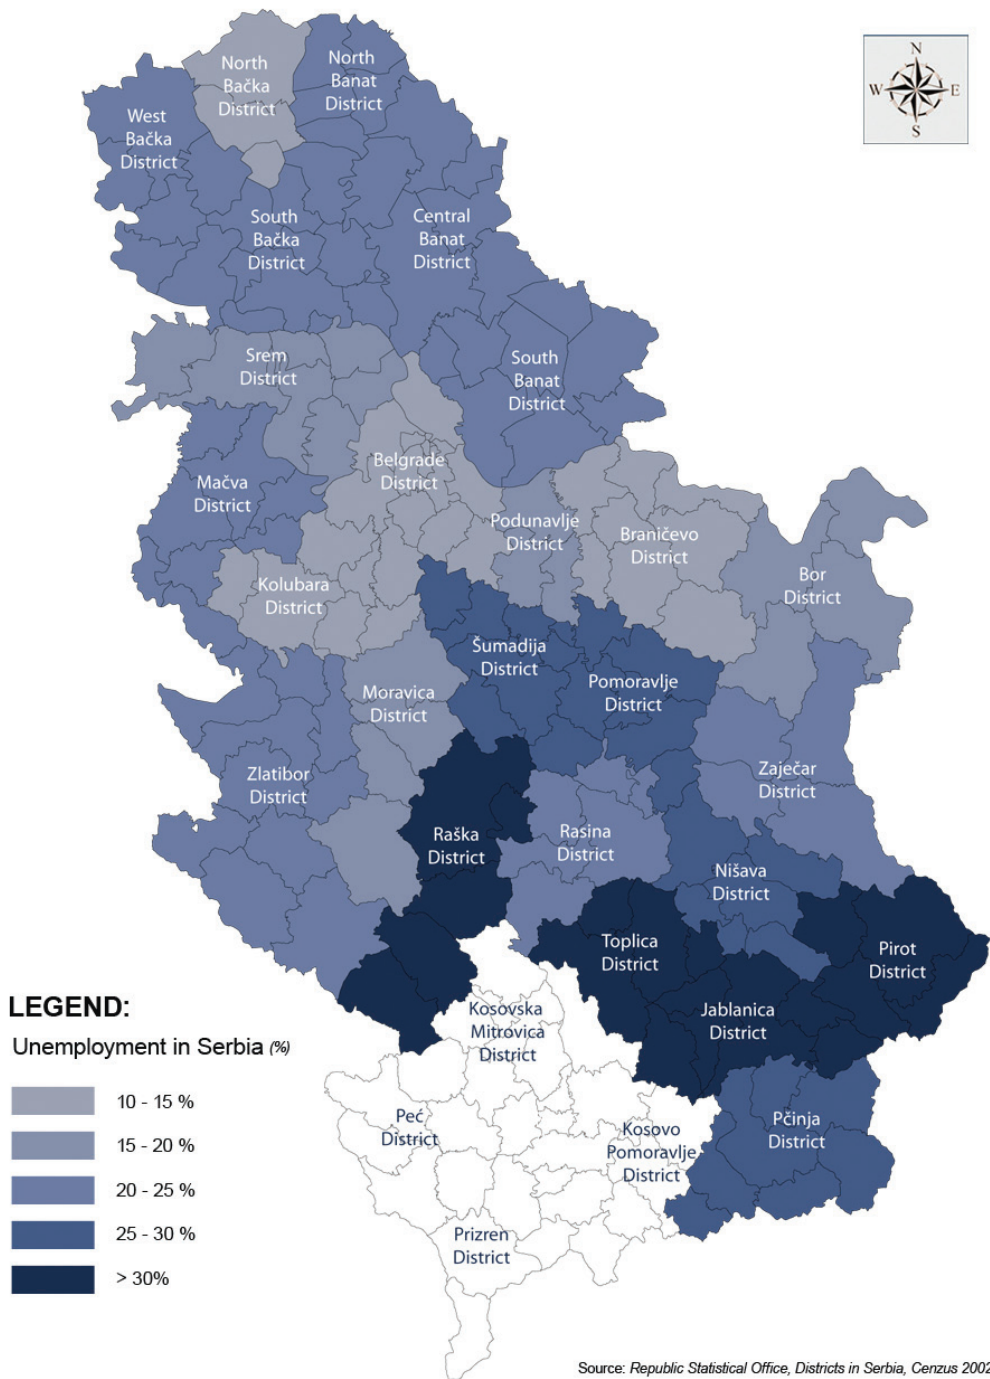 North
Bačka
District
North
Banat
District
N
W
E
S
West
Bačka
District
South
Bačka
District
Central
Banat
District
Srem
District
South
Banat
District
Belgrade
District
Mačva
District
Podunavlje
District
Braničevo
District
Bor
District
Kolubara
District
Šumadija
District
Pomoravlje
District
Moravica
District
Zlatibor
District
Zaječar
District
Raška
District
Rasina
District
Nišava
District
Toplica
District
Pirot
District
Jablanica
District
Kosovska
Mitrovica
District
Peć
District
Kosovo
Pomoravlje
District
Pčinja
District
Prizren
District
LEGEND:
Unemployment in Serbia (%)
10 - 15 %
15 - 20 %
20 - 25 %
25 - 30 %
> 30%
Source: Republic Statistical Office, Districts in Serbia, Cenzus 2002